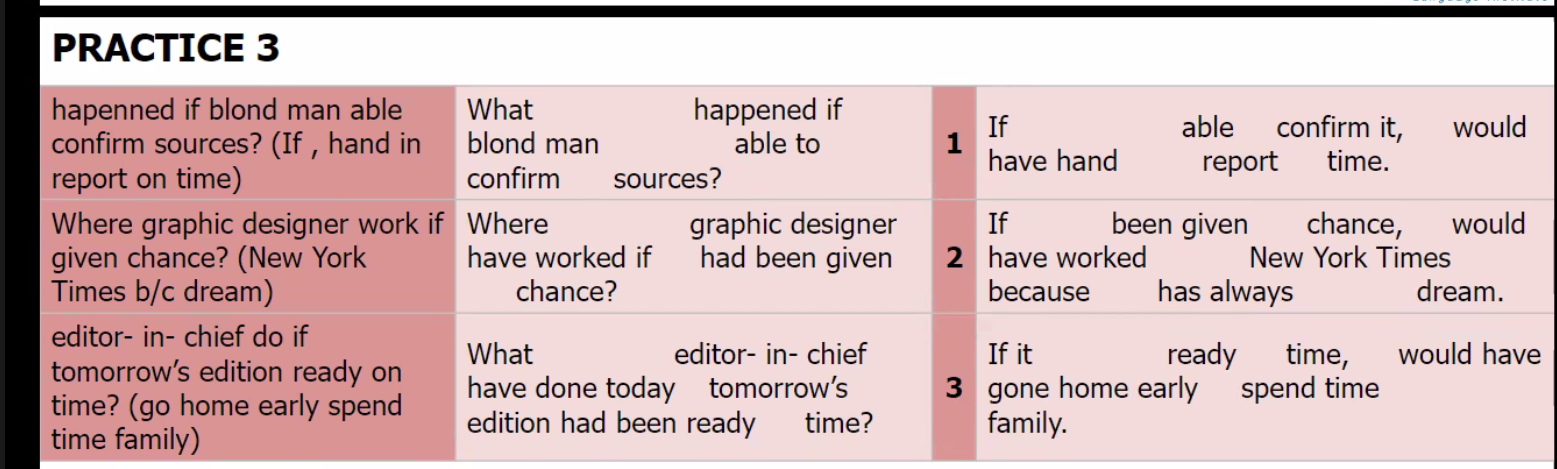 PRACTICE 3
hapenned if blond man able
confirm sources? (If , hand in
report on time)
What happened if
blond man able to
confirm sources?
1
If able confirm it, would
have hand report time.
Where graphic designer work if
given chance? (New York
Times b/c dream)
Where graphic designer
have worked if had been given
chance?
2
If been given chance, would
have worked New York Times
because has always dream.
editor- in- chief do if
tomorrow’s edition ready on
time? (go home early spend
time family)
What editor- in- chief
have done today tomorrow’s
edition had been ready time?
3
If it ready time, would have
gone home early spend time
family.